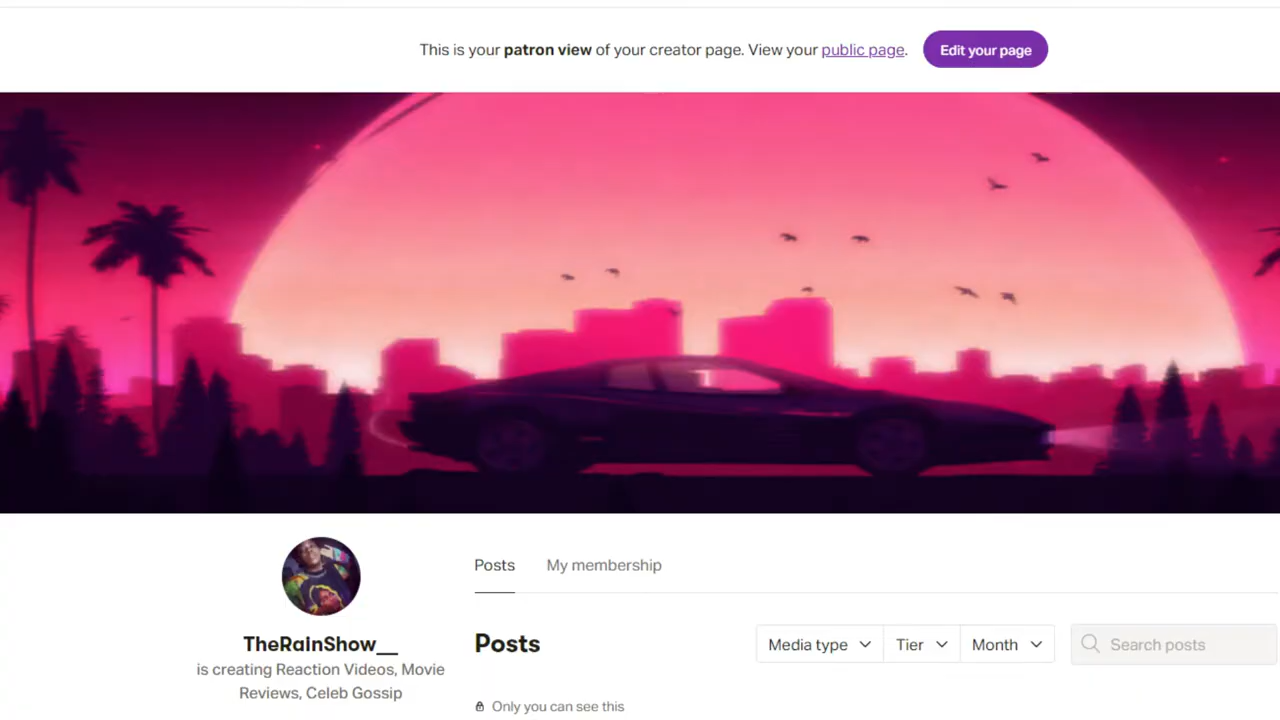 This is your patron view of your creator page. View your public page.
Edit your page
Posts
My membership
TheRainShow__
is creating Reaction Videos, Movie
Reviews, Celeb Gossip
Posts
Media type
Tier
Month
Search posts
Only you can see this